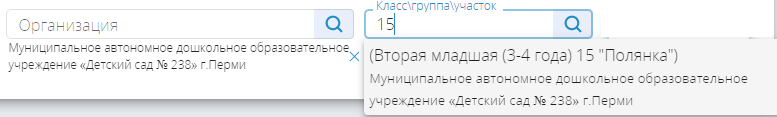 Класс\группа\участок
Организация
15
Муниципальное автономное дошкольное образовательное
учреждение «Детский сад № 238» г.Перми
(Вторая младшая (3-4 года) 15 "Полянка")
Муниципальное автономное дошкольное образовательное
учреждение «Детский сад № 238» г.Перми